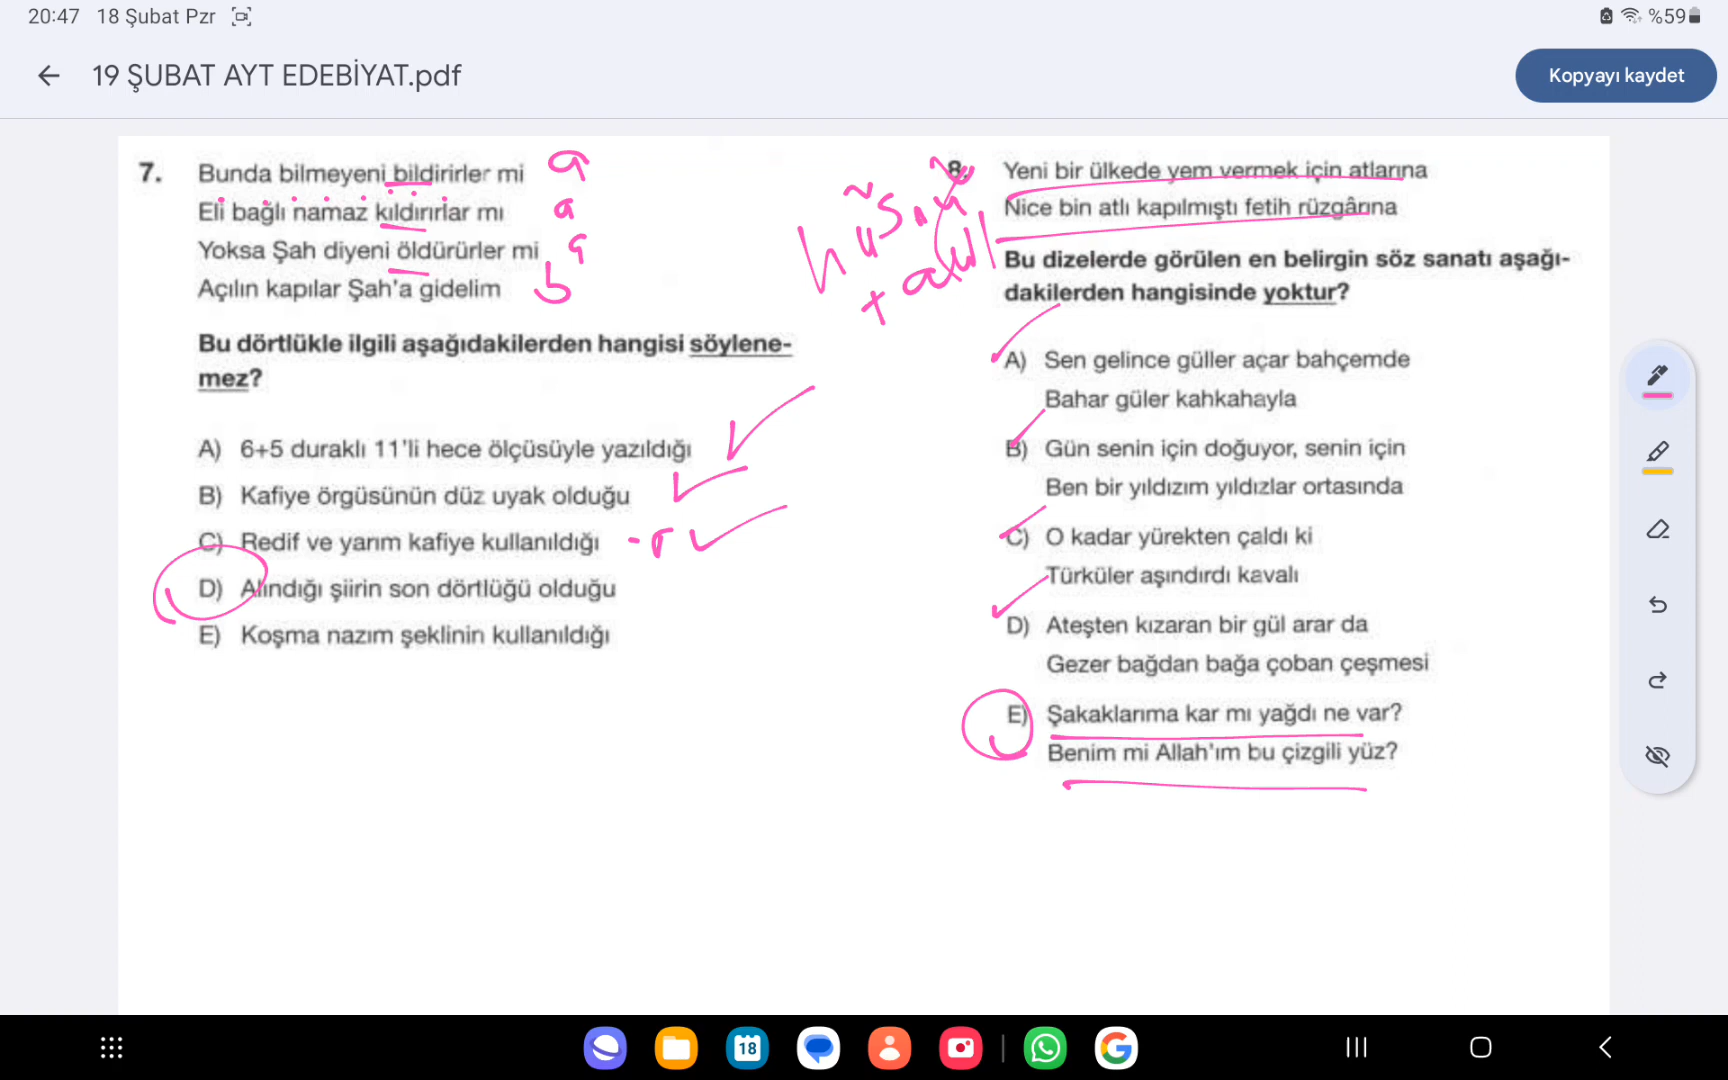 20:47 18 Şubat Pzr
%59
19 ŞUBAT AYT EDEBİYAT.pdf
Kopyayı kaydet
7.
Bunda bilmeyeni bildirirler mi a
Eli bağlı namaz kıldırırlar mı a
Yoksa Şah diyeni öldürürler mi a
Açılın kapılar Şah'a gidelim b
Bu dörtlükle ilgili aşağıdakilerden hangisi söylene-
mez?
A) 6+5 duraklı 11'li hece ölçüsüyle yazıldığı
B) Kafiye örgüsünün düz uyak olduğu
C) Redif ve yarım kafiye kullanıldığı -r
D) Alındığı şiirin son dörtlüğü olduğu
E) Koşma nazım şeklinin kullanıldığı
hüsnü
+ alıl
8.
Yeni bir ülkede yem vermek için atlarına
Nice bin atlı kapılmıştı fetih rüzgârına
Bu dizelerde görülen en belirgin söz sanatı aşağı-
dakilerden hangisinde yoktur?
A) Sen gelince güller açar bahçemde
Bahar güler kahkahayla
B) Gün senin için doğuyor, senin için
Ben bir yıldızım yıldızlar ortasında
C) O kadar yürekten çaldı ki
Türküler aşındırdı kavalı
D) Ateşten kızaran bir gül arar da
Gezer bağdan bağa çoban çeşmesi
E) Şakaklarıma kar mı yağdı ne var?
Benim mi Allah'ım bu çizgili yüz?
18